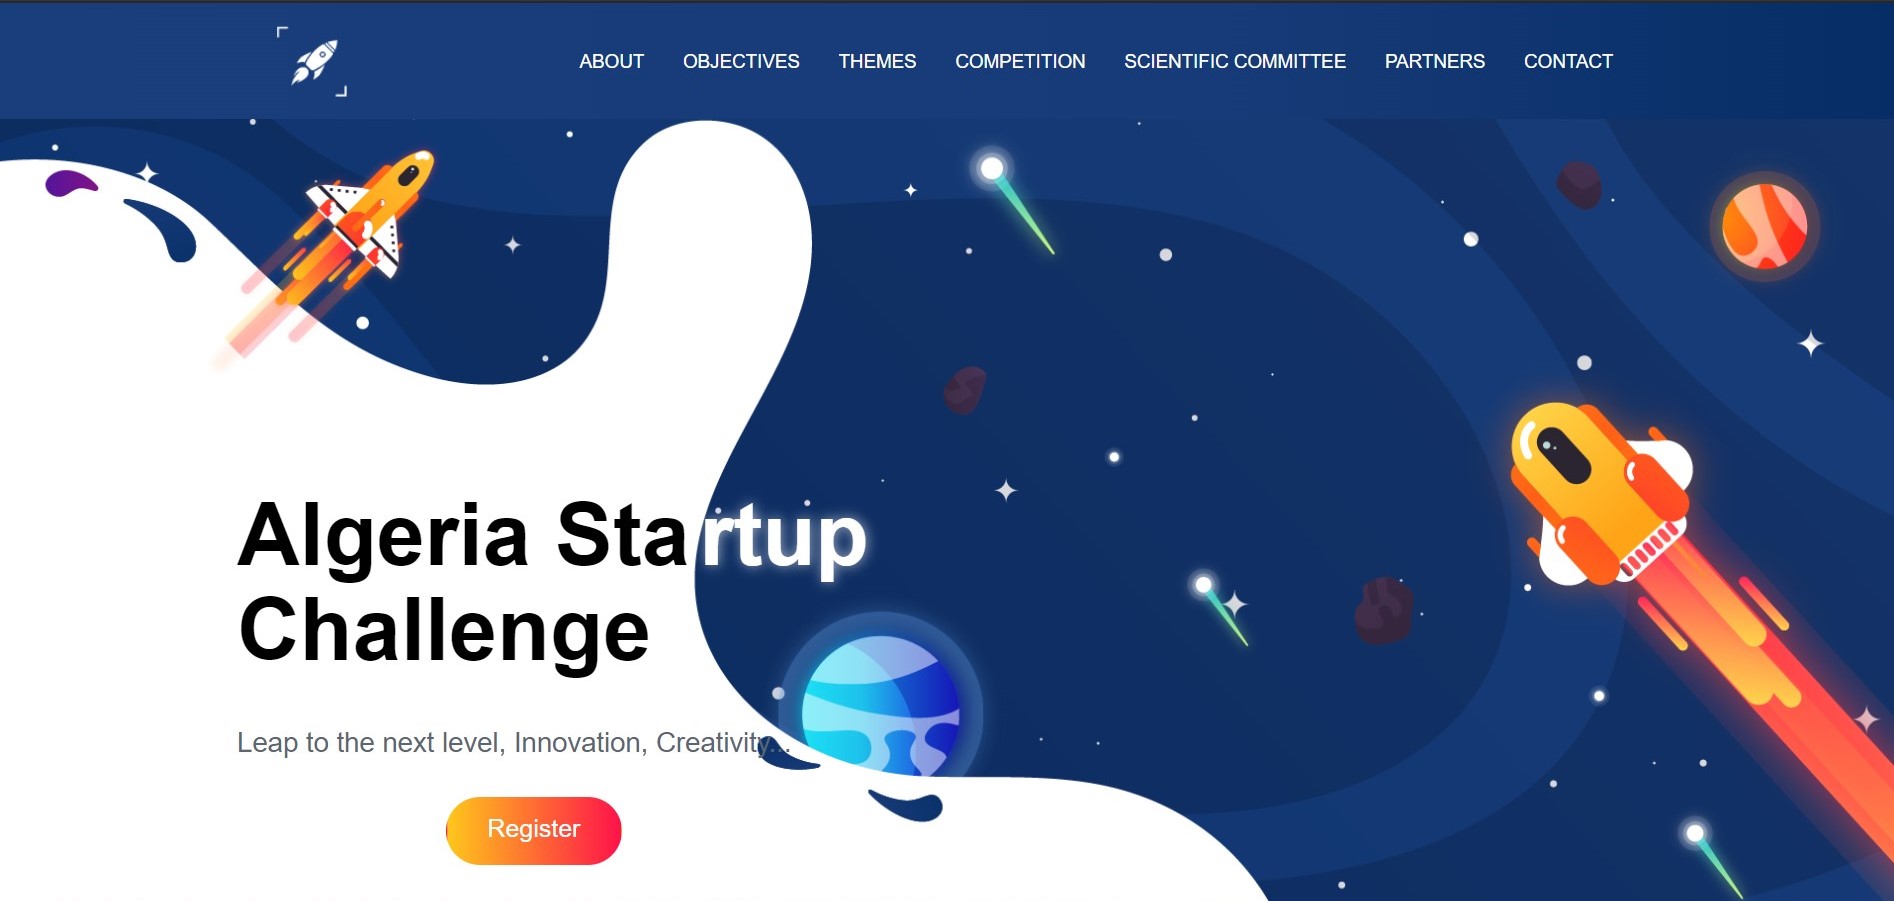 ABOUT OBJECTIVES THEMES COMPETITION SCIENTIFIC COMMITTEE PARTNERS CONTACT
Algeria Startup
Challenge
Leap to the next level, Innovation, Creativity...
Register